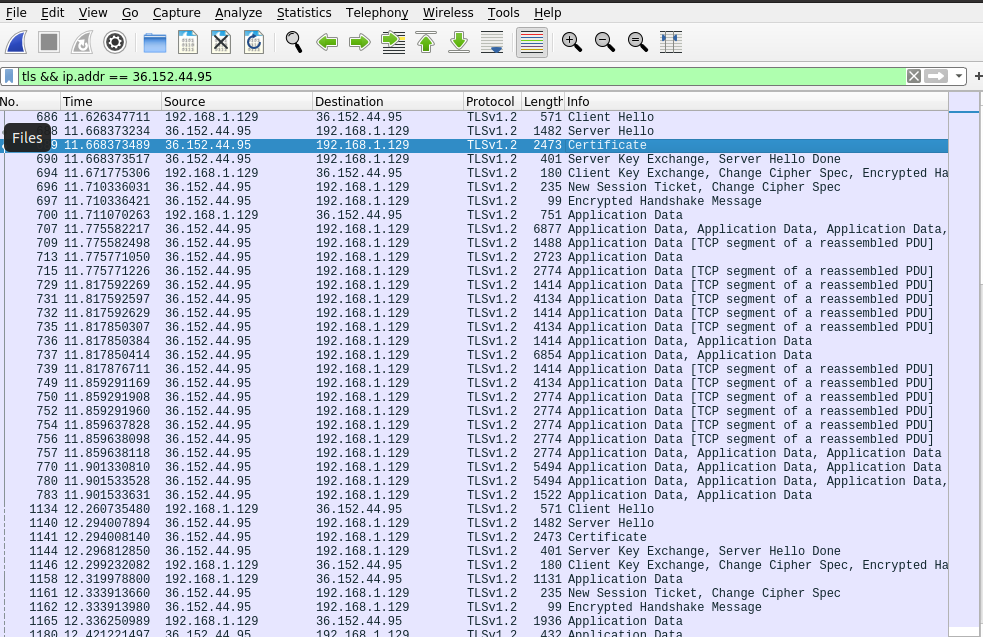 File Edit View Go Capture Analyze Statistics Telephony Wireless Tools Help
tls && ip.addr == 36.152.44.95
No. Time Source Destination Protocol Length Info
686 11.626347711 192.168.1.129 36.152.44.95 TLSv1.2 571 Client Hello
8 11.668373234 36.152.44.95 192.168.1.129 TLSv1.2 1482 Server Hello
Files
9 11.668373489 36.152.44.95 192.168.1.129 TLSv1.2 2473 Certificate
690 11.668373517 36.152.44.95 192.168.1.129 TLSv1.2 401 Server Key Exchange, Server Hello Done
694 11.671775306 192.168.1.129 36.152.44.95 TLSv1.2 180 Client Key Exchange, Change Cipher Spec, Encrypted Ha
696 11.710336031 36.152.44.95 192.168.1.129 TLSv1.2 235 New Session Ticket, Change Cipher Spec
697 11.710336421 36.152.44.95 192.168.1.129 TLSv1.2 99 Encrypted Handshake Message
700 11.711070263 192.168.1.129 36.152.44.95 TLSv1.2 751 Application Data
707 11.775582217 36.152.44.95 192.168.1.129 TLSv1.2 6877 Application Data, Application Data, Application Data,
709 11.775582498 36.152.44.95 192.168.1.129 TLSv1.2 1488 Application Data [TCP segment of a reassembled PDU]
713 11.775771050 36.152.44.95 192.168.1.129 TLSv1.2 2723 Application Data
715 11.775771226 36.152.44.95 192.168.1.129 TLSv1.2 2774 Application Data [TCP segment of a reassembled PDU]
729 11.817592269 36.152.44.95 192.168.1.129 TLSv1.2 1414 Application Data [TCP segment of a reassembled PDU]
731 11.817592597 36.152.44.95 192.168.1.129 TLSv1.2 4134 Application Data [TCP segment of a reassembled PDU]
732 11.817592629 36.152.44.95 192.168.1.129 TLSv1.2 1414 Application Data [TCP segment of a reassembled PDU]
735 11.817850307 36.152.44.95 192.168.1.129 TLSv1.2 4134 Application Data [TCP segment of a reassembled PDU]
736 11.817850384 36.152.44.95 192.168.1.129 TLSv1.2 1414 Application Data, Application Data
737 11.817850414 36.152.44.95 192.168.1.129 TLSv1.2 6854 Application Data, Application Data
739 11.817876711 36.152.44.95 192.168.1.129 TLSv1.2 1414 Application Data [TCP segment of a reassembled PDU]
749 11.859291169 36.152.44.95 192.168.1.129 TLSv1.2 4134 Application Data [TCP segment of a reassembled PDU]
750 11.859291908 36.152.44.95 192.168.1.129 TLSv1.2 2774 Application Data [TCP segment of a reassembled PDU]
752 11.859291960 36.152.44.95 192.168.1.129 TLSv1.2 2774 Application Data [TCP segment of a reassembled PDU]
754 11.859637828 36.152.44.95 192.168.1.129 TLSv1.2 2774 Application Data [TCP segment of a reassembled PDU]
756 11.859638098 36.152.44.95 192.168.1.129 TLSv1.2 2774 Application Data [TCP segment of a reassembled PDU]
757 11.859638118 36.152.44.95 192.168.1.129 TLSv1.2 2774 Application Data, Application Data, Application Data
770 11.901330810 36.152.44.95 192.168.1.129 TLSv1.2 5494 Application Data, Application Data, Application Data
780 11.901533528 36.152.44.95 192.168.1.129 TLSv1.2 5494 Application Data, Application Data, Application Data,
783 11.901533631 36.152.44.95 192.168.1.129 TLSv1.2 1522 Application Data, Application Data
1134 12.260735480 192.168.1.129 36.152.44.95 TLSv1.2 571 Client Hello
1140 12.294007894 36.152.44.95 192.168.1.129 TLSv1.2 1482 Server Hello
1141 12.294008140 36.152.44.95 192.168.1.129 TLSv1.2 2473 Certificate
1144 12.296812850 36.152.44.95 192.168.1.129 TLSv1.2 401 Server Key Exchange, Server Hello Done
1146 12.299232082 192.168.1.129 36.152.44.95 TLSv1.2 180 Client Key Exchange, Change Cipher Spec, Encrypted Ha
1158 12.319978800 192.168.1.129 36.152.44.95 TLSv1.2 1131 Application Data
1161 12.333913660 36.152.44.95 192.168.1.129 TLSv1.2 235 New Session Ticket, Change Cipher Spec
1162 12.333913980 36.152.44.95 192.168.1.129 TLSv1.2 99 Encrypted Handshake Message
1165 12.336250989 192.168.1.129 36.152.44.95 TLSv1.2 1936 Application Data
1180 12.421221497 36.152.44.95 192.168.1.129 TLSv1.2 432 Application Data